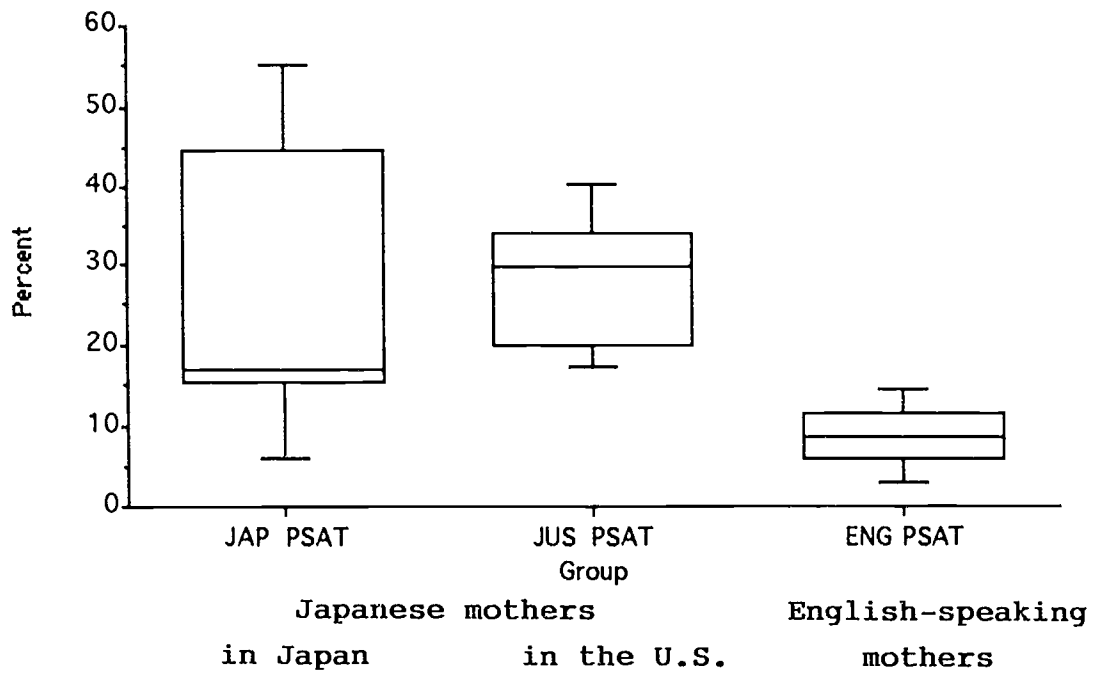 60
50
40
30
20
10
0
Percent
JAP PSAT JUS PSAT ENG PSAT
Group
Japanese mothers English-speaking
in Japan in the U.S. mothers